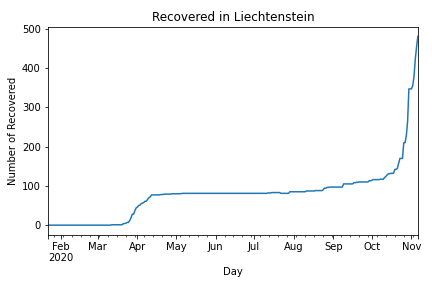 Recovered in Liechtenstein
Number of Recovered
500
400
300
200
100
0
Feb Mar Apr May Jun Jul Aug Sep Oct Nov
2020
Day